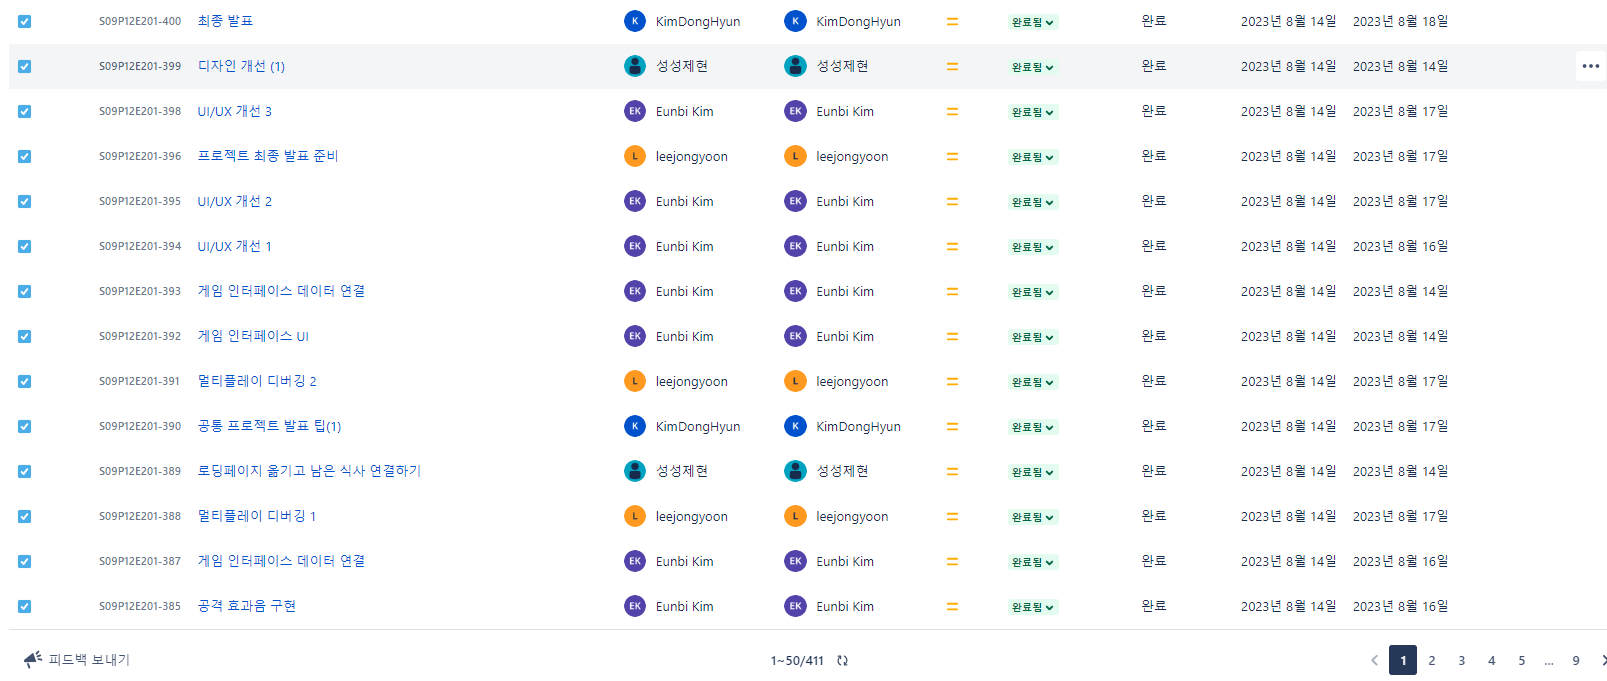 S09P12E201-400 최종 발표 K KimDongHyun K KimDongHyun 완료됨 완료 2023년 8월 14일 2023년 8월 18일
S09P12E201-399 디자인 개선 (1) 성성제현 성성제현 완료됨 완료 2023년 8월 14일 2023년 8월 14일
S09P12E201-398 UI/UX 개선 3 EK Eunbi Kim EK Eunbi Kim 완료됨 완료 2023년 8월 14일 2023년 8월 17일
S09P12E201-396 프로젝트 최종 발표 준비 L leejongyoon L leejongyoon 완료됨 완료 2023년 8월 14일 2023년 8월 17일
S09P12E201-395 UI/UX 개선 2 EK Eunbi Kim EK Eunbi Kim 완료됨 완료 2023년 8월 14일 2023년 8월 17일
S09P12E201-394 UI/UX 개선 1 EK Eunbi Kim EK Eunbi Kim 완료됨 완료 2023년 8월 14일 2023년 8월 16일
S09P12E201-393 게임 인터페이스 데이터 연결 EK Eunbi Kim EK Eunbi Kim 완료됨 완료 2023년 8월 14일 2023년 8월 14일
S09P12E201-392 게임 인터페이스 UI EK Eunbi Kim EK Eunbi Kim 완료됨 완료 2023년 8월 14일 2023년 8월 14일
S09P12E201-391 멀티플레이 디버깅 2 L leejongyoon L leejongyoon 완료됨 완료 2023년 8월 14일 2023년 8월 17일
S09P12E201-390 공통 프로젝트 발표 팁(1) K KimDongHyun K KimDongHyun 완료됨 완료 2023년 8월 14일 2023년 8월 17일
S09P12E201-389 로딩페이지 옮기고 남은 식사 연결하기 성성제현 성성제현 완료됨 완료 2023년 8월 14일 2023년 8월 14일
S09P12E201-388 멀티플레이 디버깅 1 L leejongyoon L leejongyoon 완료됨 완료 2023년 8월 14일 2023년 8월 17일
S09P12E201-387 게임 인터페이스 데이터 연결 EK Eunbi Kim EK Eunbi Kim 완료됨 완료 2023년 8월 14일 2023년 8월 16일
S09P12E201-385 공격 효과음 구현 EK Eunbi Kim EK Eunbi Kim 완료됨 완료 2023년 8월 14일 2023년 8월 16일
피드백 보내기 1~50/411 1 2 3 4 5 ... 9